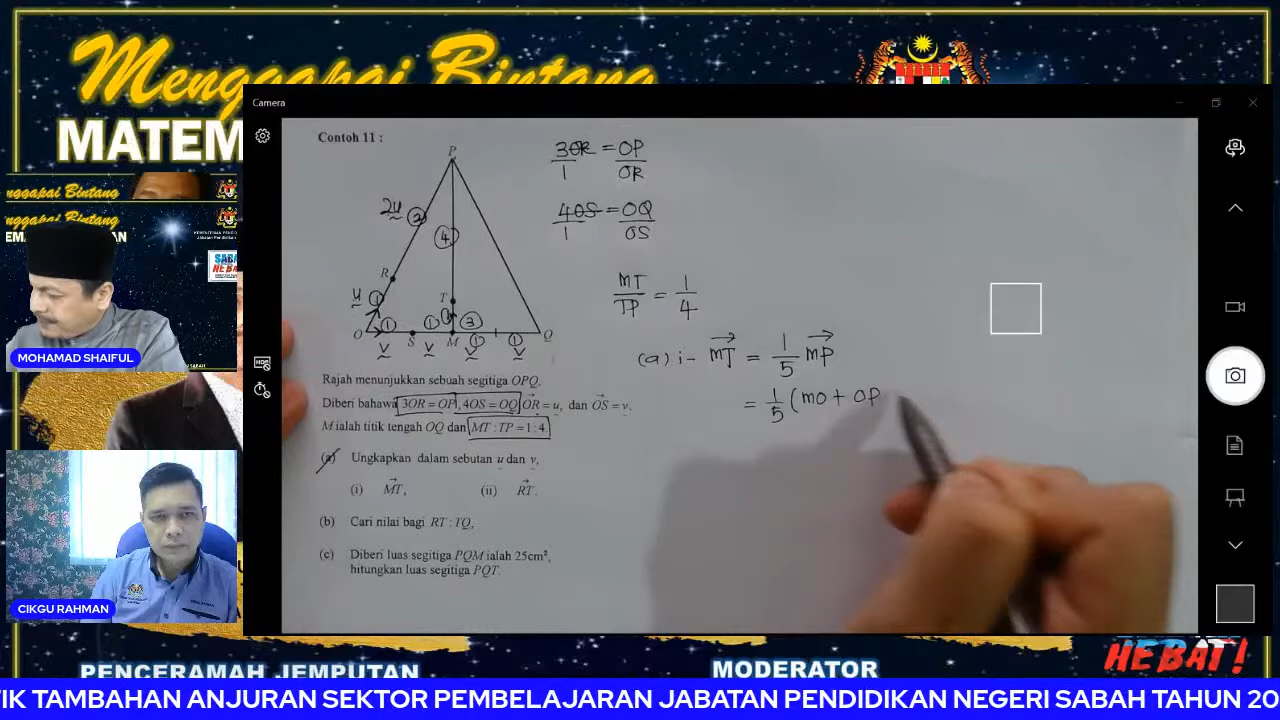 Menggapai Bintang
MATEM
Camera
Contoh 11 :
P
2u
2
4
R
u
1
T
1
1
3
O
S
M
1
1
Q
v
v
v
v
3OR = OP
1 OR
4OS = OQ
1 OS
MT = 1
TP 4
(a) i- MT = 1/5 MP
= 1/5 (MO + OP
Rajah menunjukkan sebuah segitiga OPQ.
Diberi bahawa 3OR = OP, 4OS = OQ, OR = u, dan OS = v.
M ialah titik tengah OQ dan MT : TP = 1 : 4.
(a) Ungkapkan dalam sebutan u dan v,
(i) MT, (ii) RT.
(b) Cari nilai bagi RT : TQ,
(c) Diberi luas segitiga PQM ialah 25cm²,
hitungkan luas segitiga PQT.
MOHAMAD SHAIFUL
CIKGU RAHMAN
PENCERAMAH JEMPUTAN
MODERATOR
HEBAT!
IK TAMBAHAN ANJURAN SEKTOR PEMBELAJARAN JABATAN PENDIDIKAN NEGERI SABAH TAHUN 20